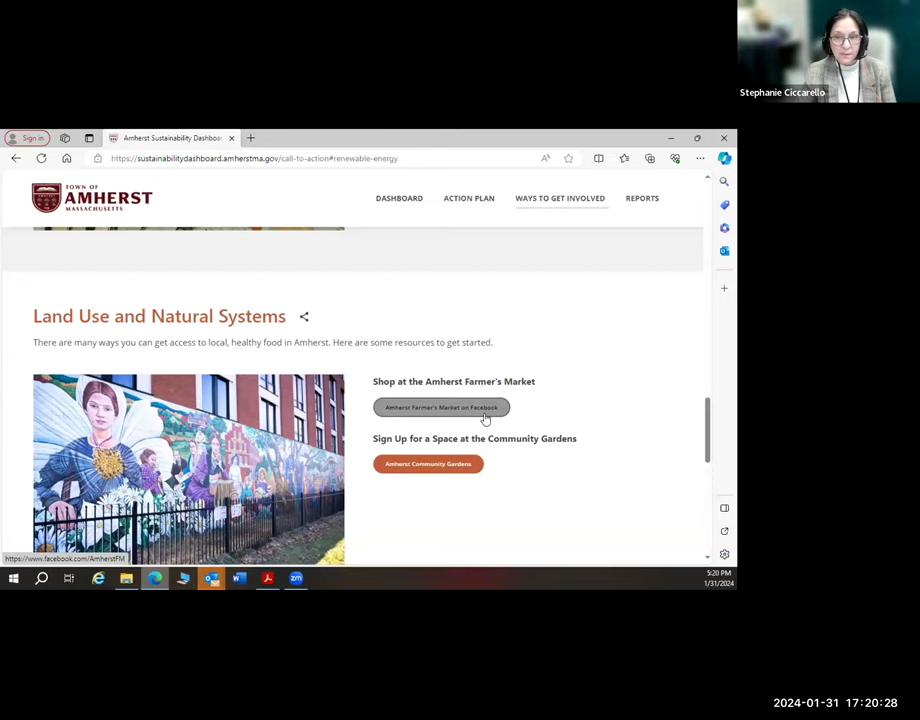 Stephanie Ciccarello
Sign in
Amherst Sustainability Dashboar
https://sustainabilitydashboard.amherstma.gov/call-to-action#renewable-energy
TOWN OF
AMHERST
MASSACHUSETTS
DASHBOARD
ACTION PLAN
WAYS TO GET INVOLVED
REPORTS
Land Use and Natural Systems
There are many ways you can get access to local, healthy food in Amherst. Here are some resources to get started.
Shop at the Amherst Farmer's Market
Amherst Farmer's Market on Facebook
Sign Up for a Space at the Community Gardens
Amherst Community Gardens
https://www.facebook.com/AmherstFM
zm
5:20 PM
1/31/2024
2024-01-31 17:20:28